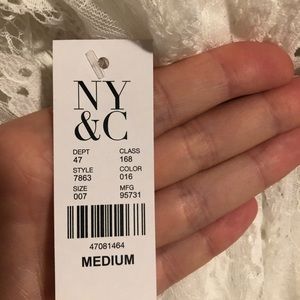 NY
&C
DEPT CLASS
47 168
STYLE COLOR
7863 016
SIZE MFG
007 95731
47081464
MEDIUM